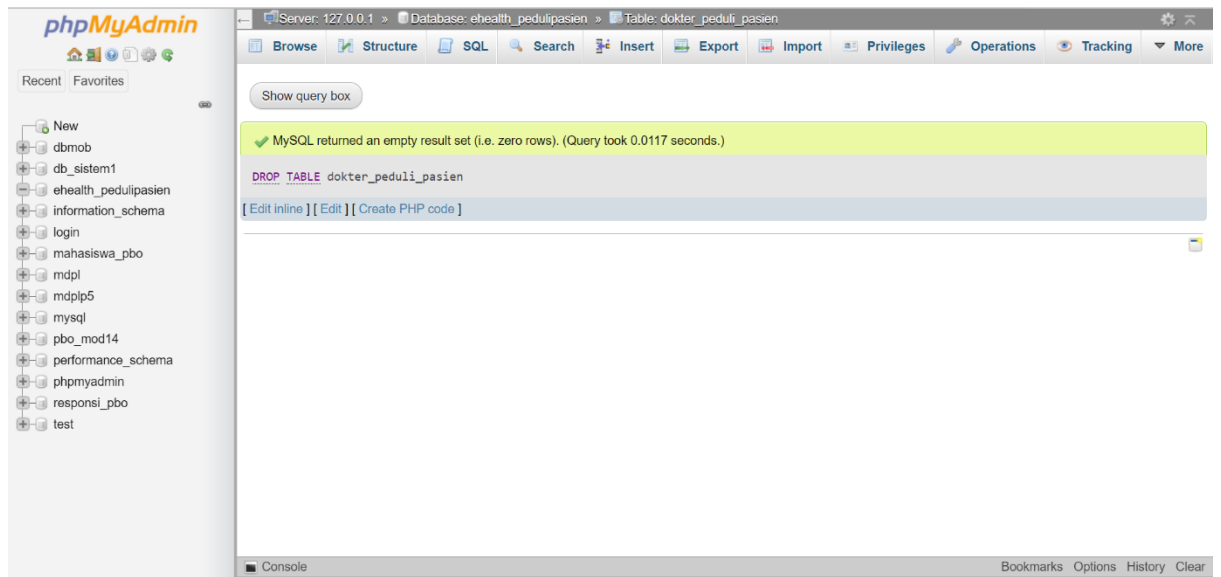 phpMyAdmin
Recent Favorites
New
dbmob
db_sistem1
ehealth_pedulipasien
information_schema
login
mahasiswa_pbo
mdpl
mdplp5
mysql
pbo_mod14
performance_schema
phpmyadmin
responsi_pbo
test
Server: 127.0.0.1 » Database: ehealth_pedulipasien » Table: dokter_peduli_pasien
Browse Structure SQL Search Insert Export Import Privileges Operations Tracking More
Show query box
MySQL returned an empty result set (i.e. zero rows). (Query took 0.0117 seconds.)
DROP TABLE dokter_peduli_pasien
[ Edit inline ] [ Edit ] [ Create PHP code ]
Console Bookmarks Options History Clear